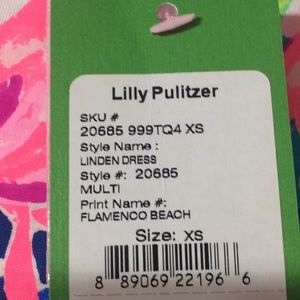 Lilly Pulitzer
SKU #
20685 999TQ4 XS
Style Name :
LINDEN DRESS
Style #: 20685
MULTI
Print Name #:
FLAMENCO BEACH
Size: XS
8 89069 22196 6